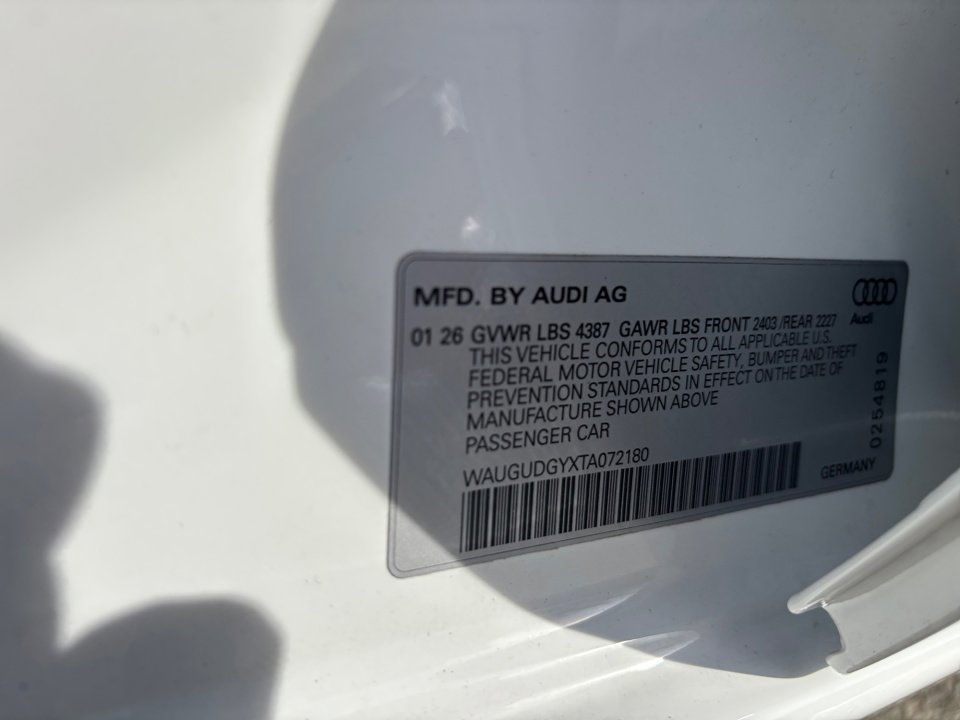 MFD. BY AUDI AG
Audi
01 26 GVWR LBS 4387 GAWR LBS FRONT 2403 /REAR 2227
THIS VEHICLE CONFORMS TO ALL APPLICABLE U.S.
FEDERAL MOTOR VEHICLE SAFETY, BUMPER AND THEFT
PREVENTION STANDARDS IN EFFECT ON THE DATE OF
MANUFACTURE SHOWN ABOVE
PASSENGER CAR
WAUGUDGYXTA072180
GERMANY
0254819